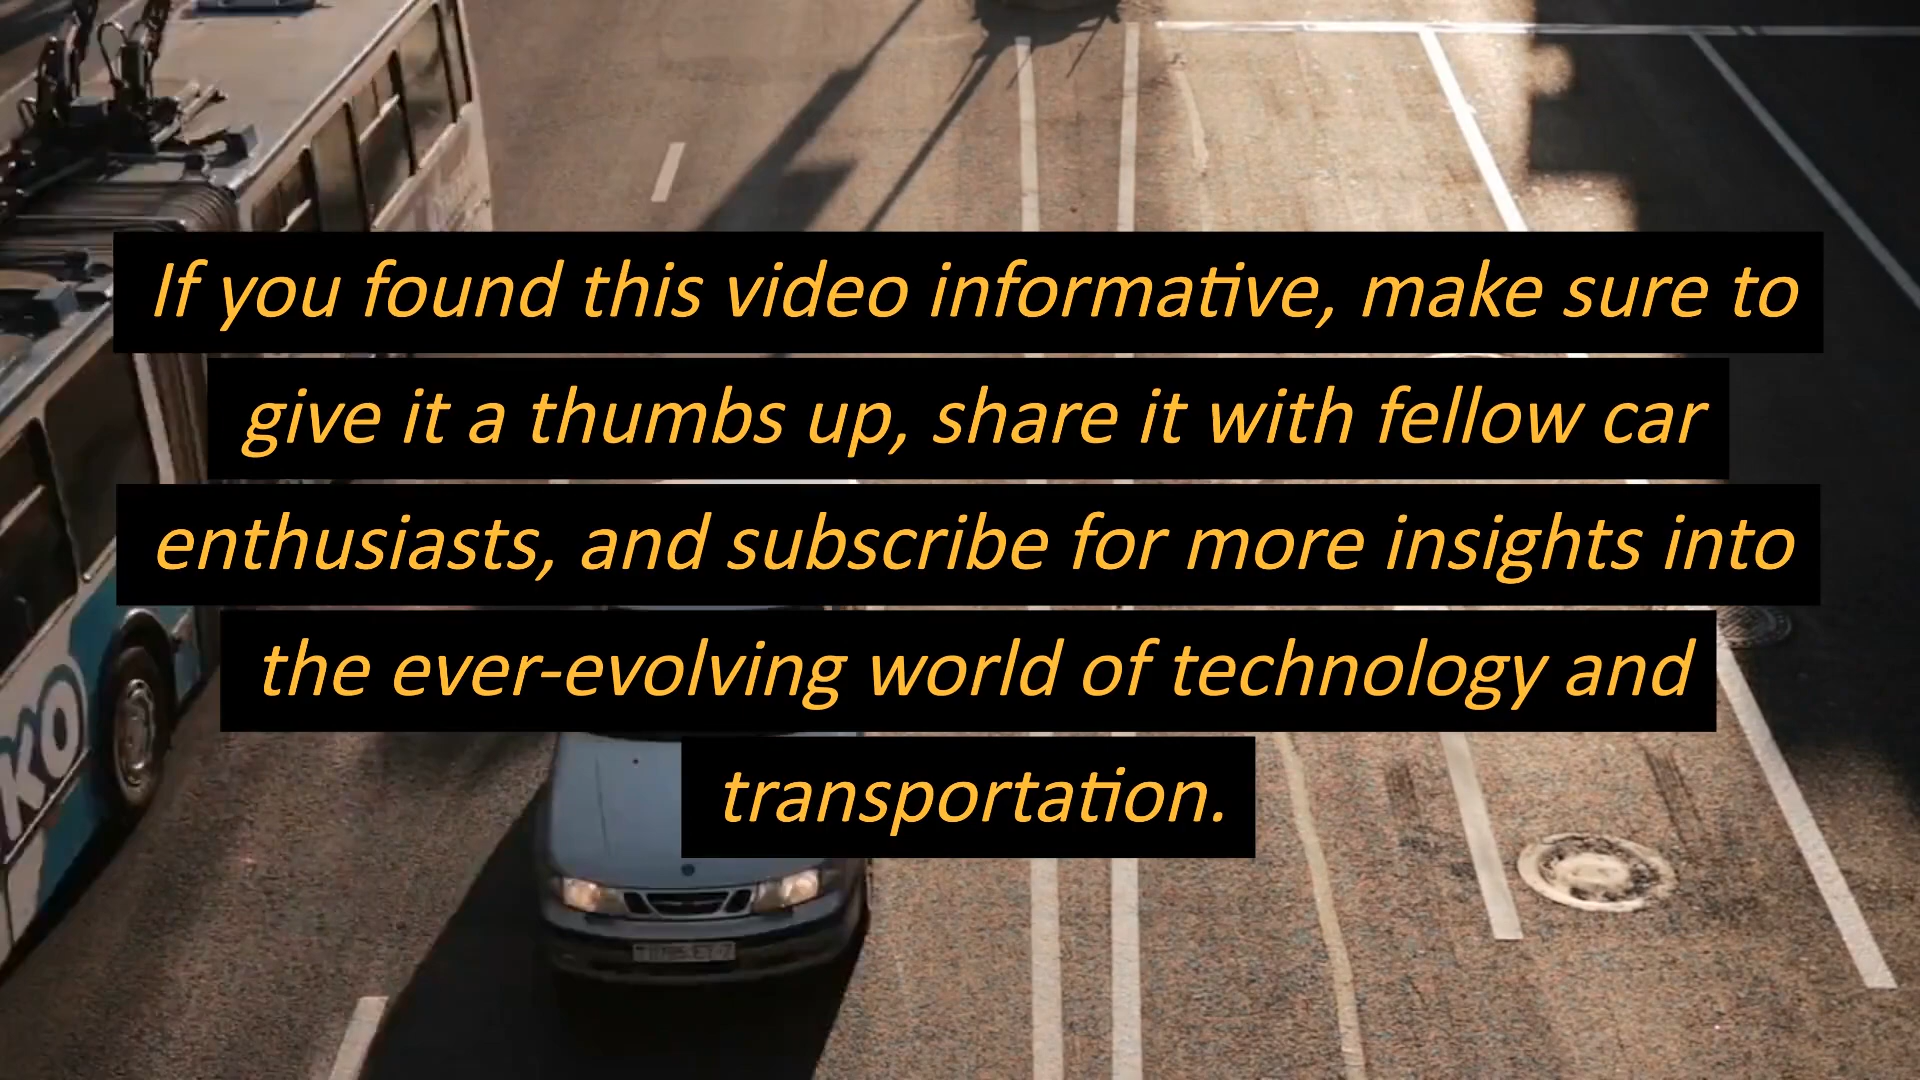 If you found this video informative, make sure to
give it a thumbs up, share it with fellow car
enthusiasts, and subscribe for more insights into
the ever-evolving world of technology and
transportation.
KO